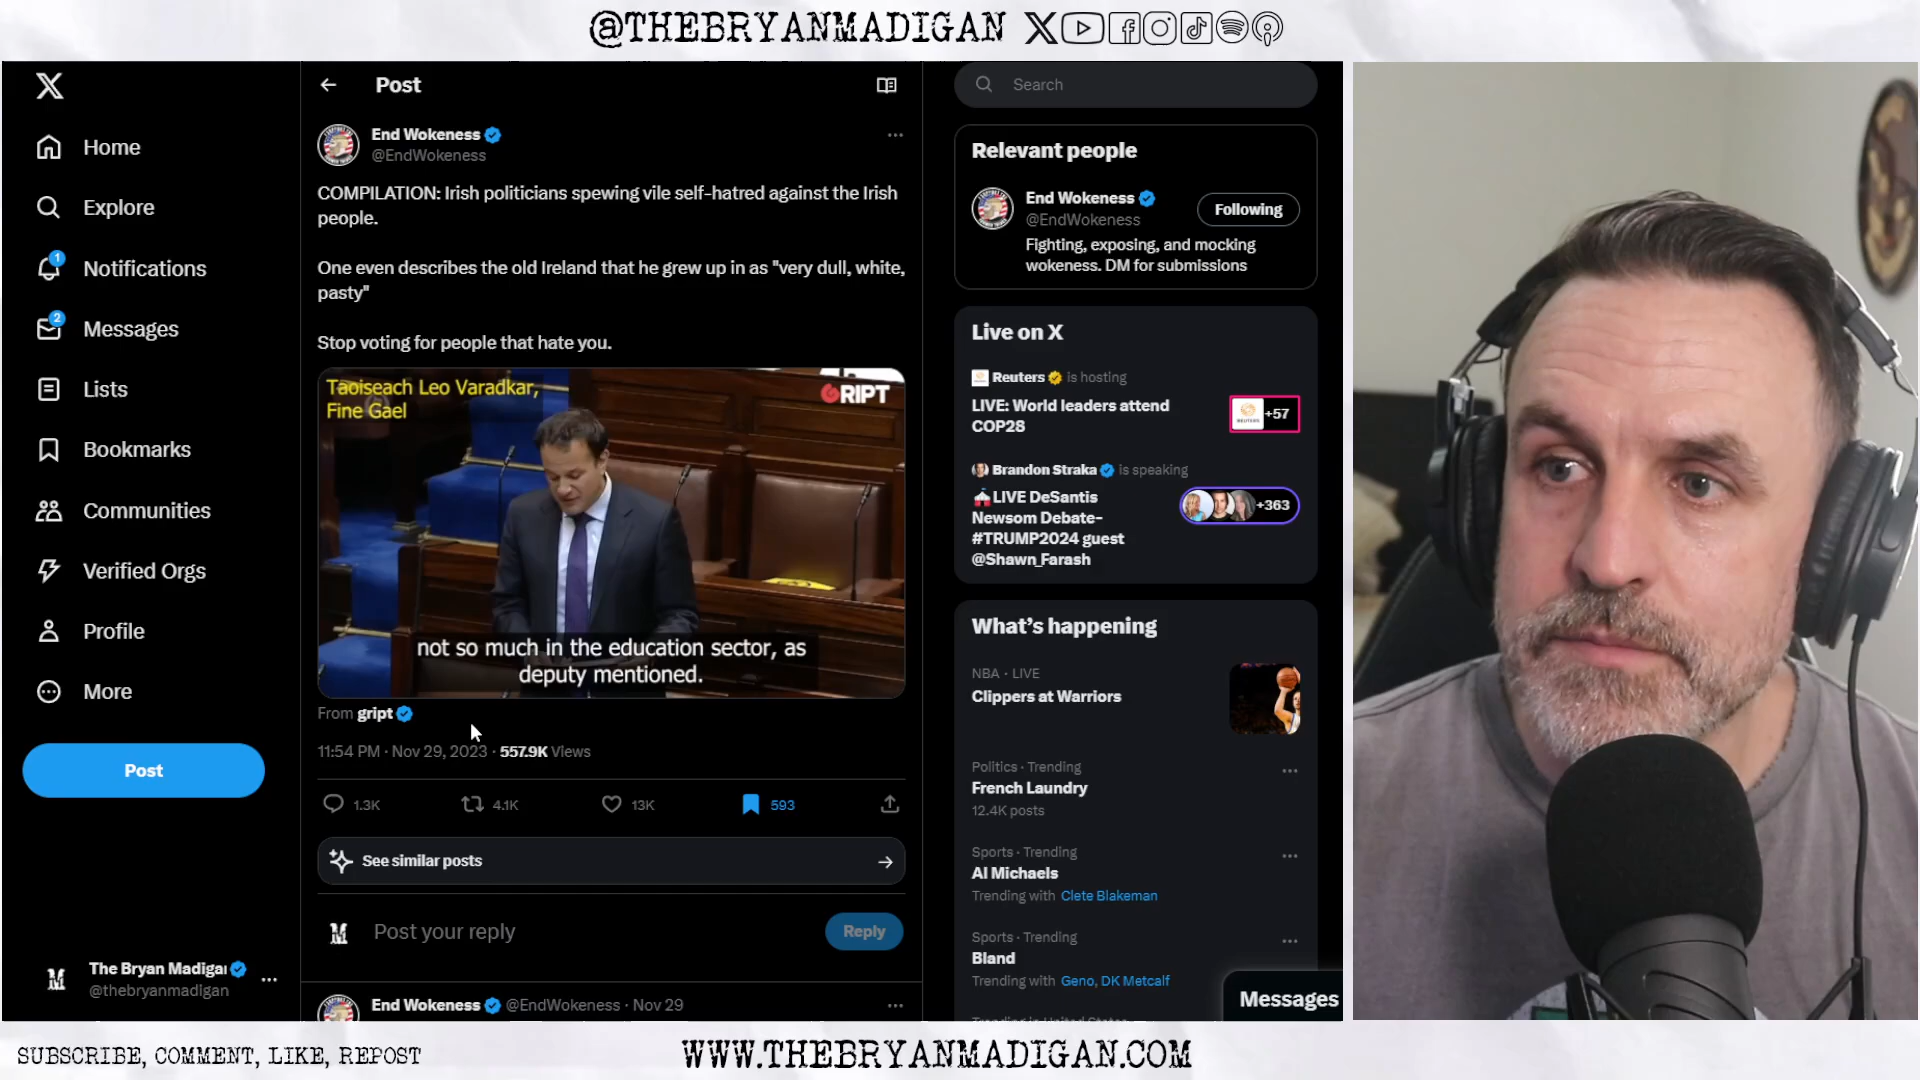 @THEBRYANMADIGAN
Home
Explore
1
Notifications
2
Messages
Lists
Bookmarks
Communities
Verified Orgs
Profile
More
Post
The Bryan Madigar
@thebryanmadigan
Post
End Wokeness
@EndWokeness
COMPILATION: Irish politicians spewing vile self-hatred against the Irish
people.
One even describes the old Ireland that he grew up in as "very dull, white,
pasty"
Stop voting for people that hate you.
Taoiseach Leo Varadkar,
Fine Gael
GRIPT
not so much in the education sector, as
deputy mentioned.
From gript
11:54 PM · Nov 29, 2023 · 557.9K Views
1.3K 4.1K 13K 593
See similar posts
Post your reply
Reply
End Wokeness @EndWokeness · Nov 29
Search
Relevant people
End Wokeness
@EndWokeness
Following
Fighting, exposing, and mocking
wokeness. DM for submissions
Live on X
Reuters is hosting
LIVE: World leaders attend
COP28
+57
Brandon Straka is speaking
LIVE DeSantis
Newsom Debate-
#TRUMP2024 guest
@Shawn_Farash
+363
What's happening
NBA · LIVE
Clippers at Warriors
Politics · Trending
French Laundry
12.4K posts
Sports · Trending
Al Michaels
Trending with Clete Blakeman
Sports · Trending
Bland
Trending with Geno, DK Metcalf
Messages
SUBSCRIBE, COMMENT, LIKE, REPOST
WWW.THEBRYANMADIGAN.COM